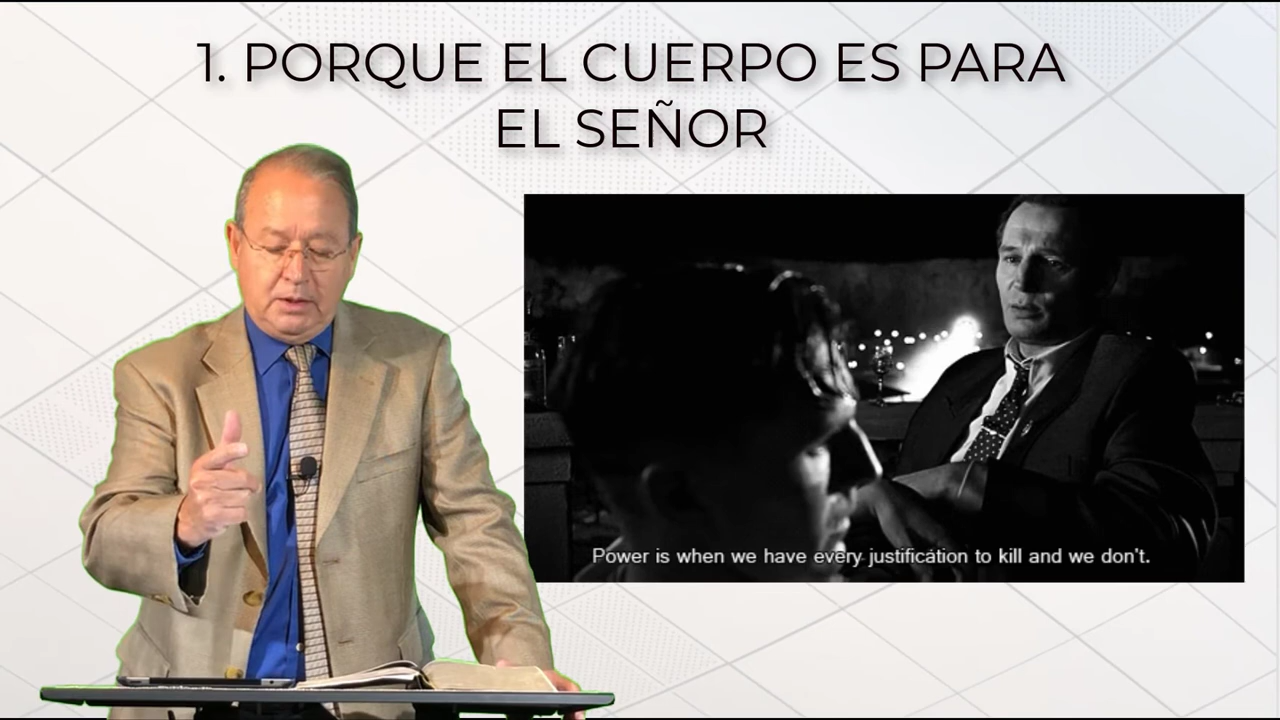 1. PORQUE EL CUERPO ES PARA
EL SEÑOR
Power is when we have every justification to kill and we don't.